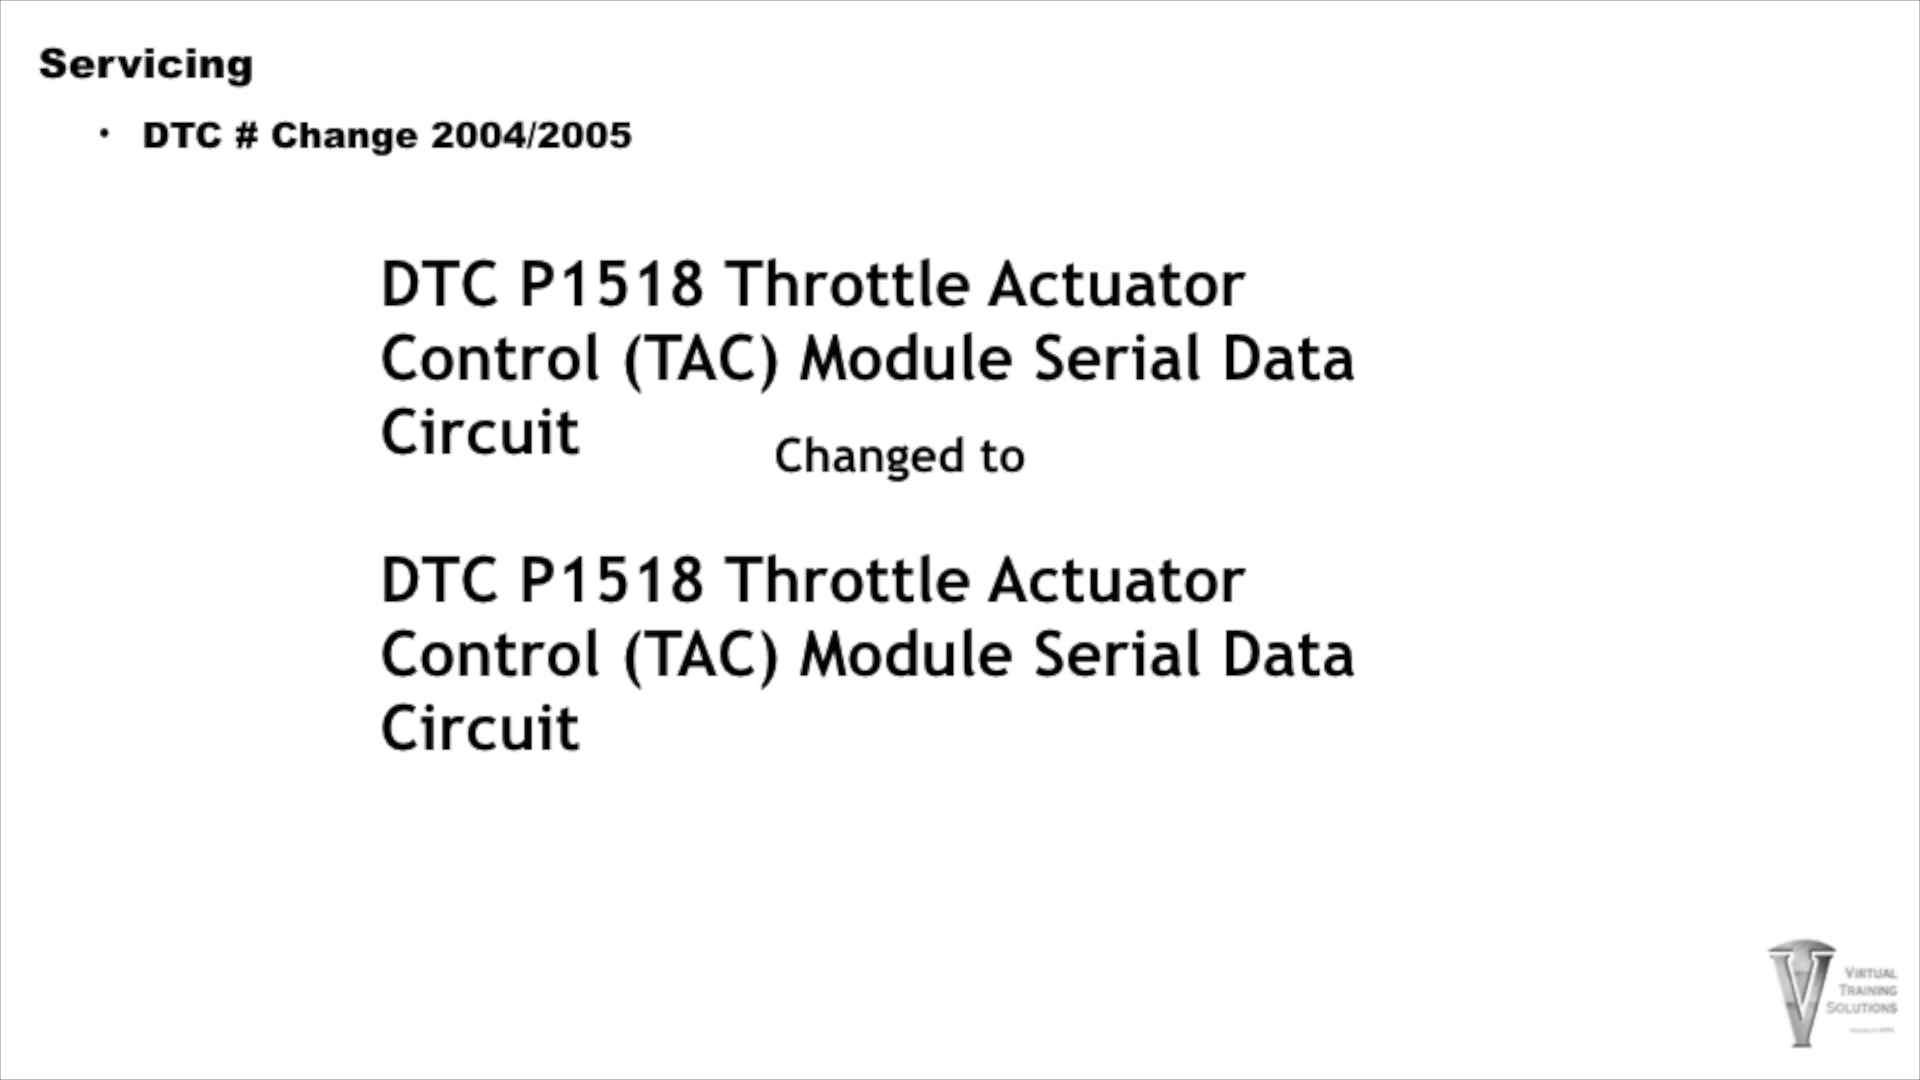 Servicing
• DTC # Change 2004/2005
DTC P1518 Throttle Actuator
Control (TAC) Module Serial Data
Circuit
Changed to
DTC P1518 Throttle Actuator
Control (TAC) Module Serial Data
Circuit
VIRTUAL
TRAINING
SOLUTIONS